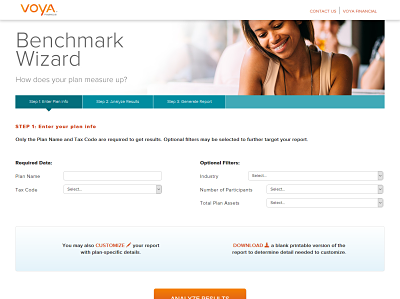 VOYA
FINANCIAL
CONTACT US | VOYA FINANCIAL
Benchmark
Wizard
How does your plan measure up?
Step 1: Enter Plan Info
Step 2: Analyze Results
Step 3: Generate Report
STEP 1: Enter your plan info
Only the Plan Name and Tax Code are required to get results. Optional filters may be selected to further target your report.
Required Data:
Plan Name
Tax Code Select...
Optional Filters:
Industry Select...
Number of Participants Select...
Total Plan Assets Select...
You may also CUSTOMIZE your report
with plan-specific details.
DOWNLOAD a blank printable version of the
report to determine detail needed to customize.
ANALYZE RESULTS